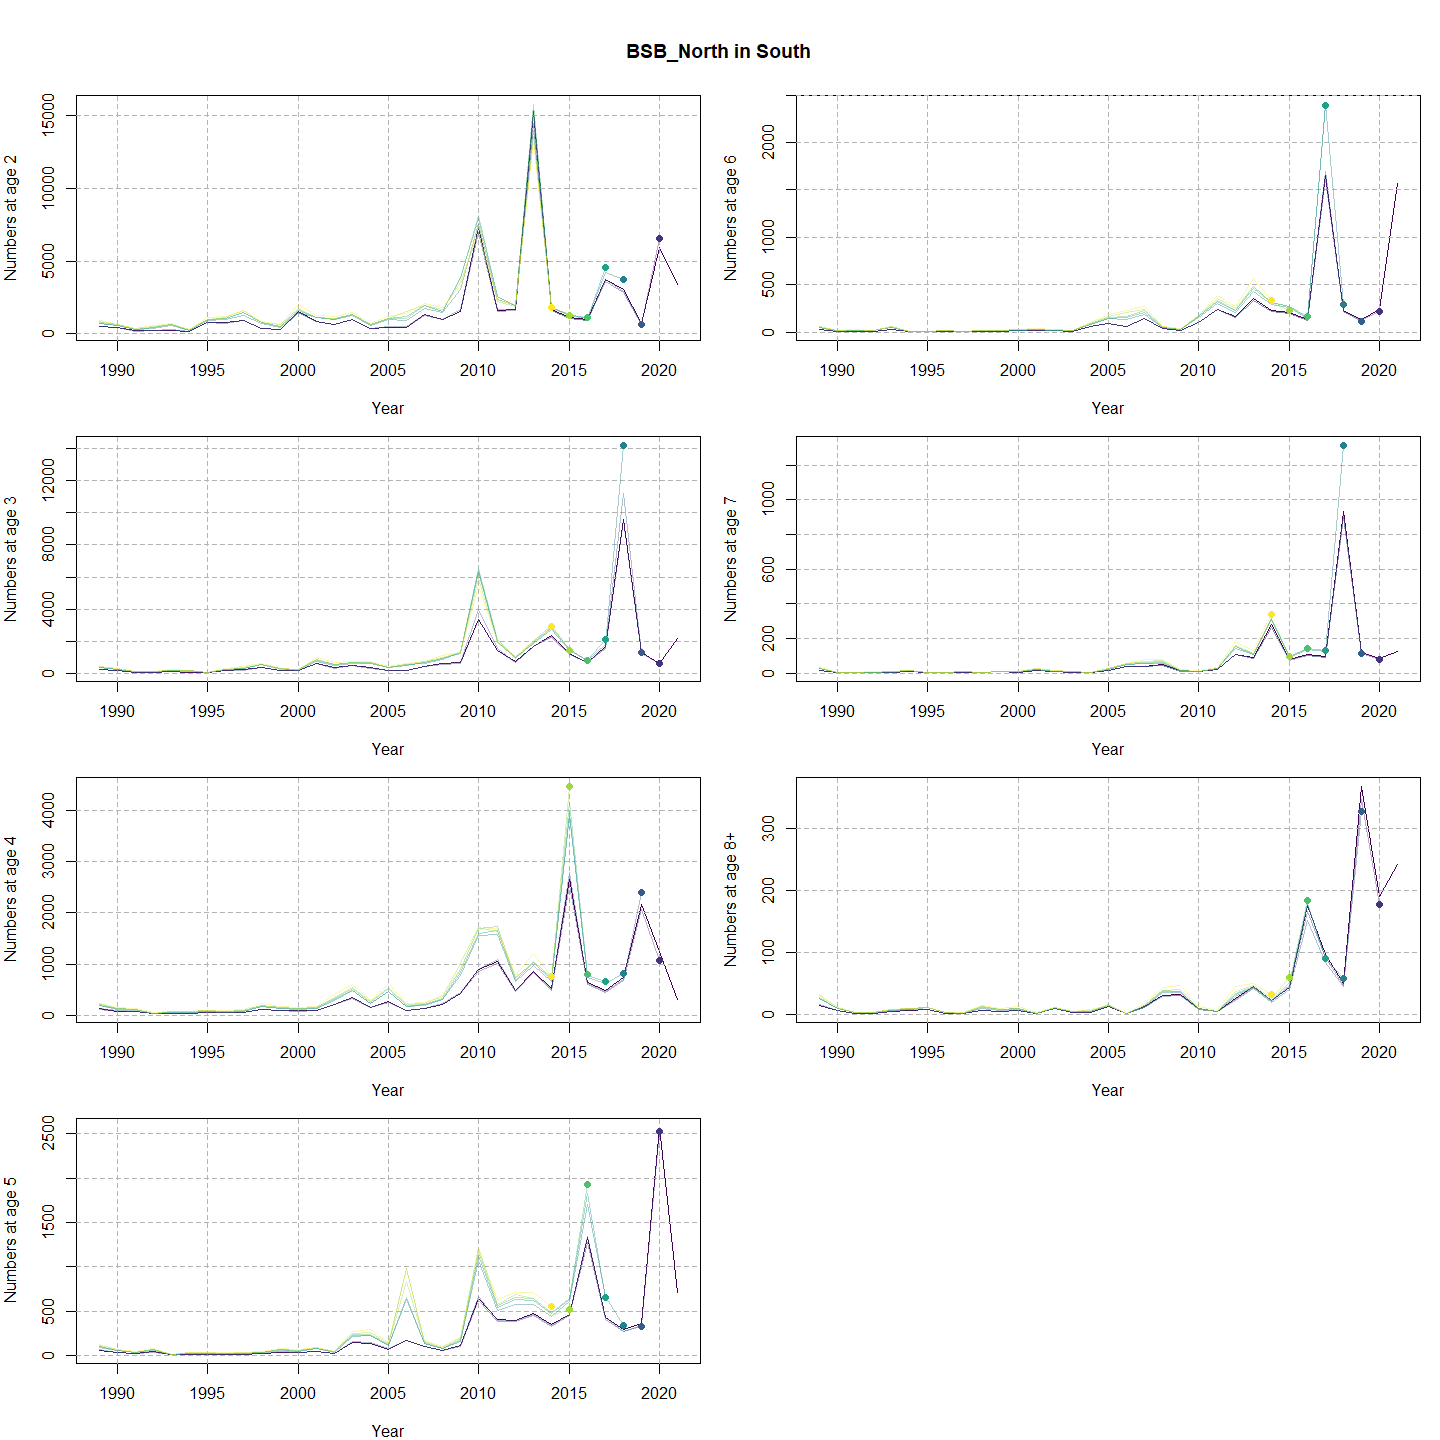 BSB_North in South
Numbers at age 2
0 5000 10000 15000
1990 1995 2000 2005 2010 2015 2020
Year
Numbers at age 6
0 500 1000 2000
1990 1995 2000 2005 2010 2015 2020
Year
Numbers at age 3
0 4000 8000 12000
1990 1995 2000 2005 2010 2015 2020
Year
Numbers at age 7
0 200 600 1000
1990 1995 2000 2005 2010 2015 2020
Year
Numbers at age 4
0 1000 2000 3000 4000
1990 1995 2000 2005 2010 2015 2020
Year
Numbers at age 8+
0 100 200 300
1990 1995 2000 2005 2010 2015 2020
Year
Numbers at age 5
0 500 1500 2500
1990 1995 2000 2005 2010 2015 2020
Year